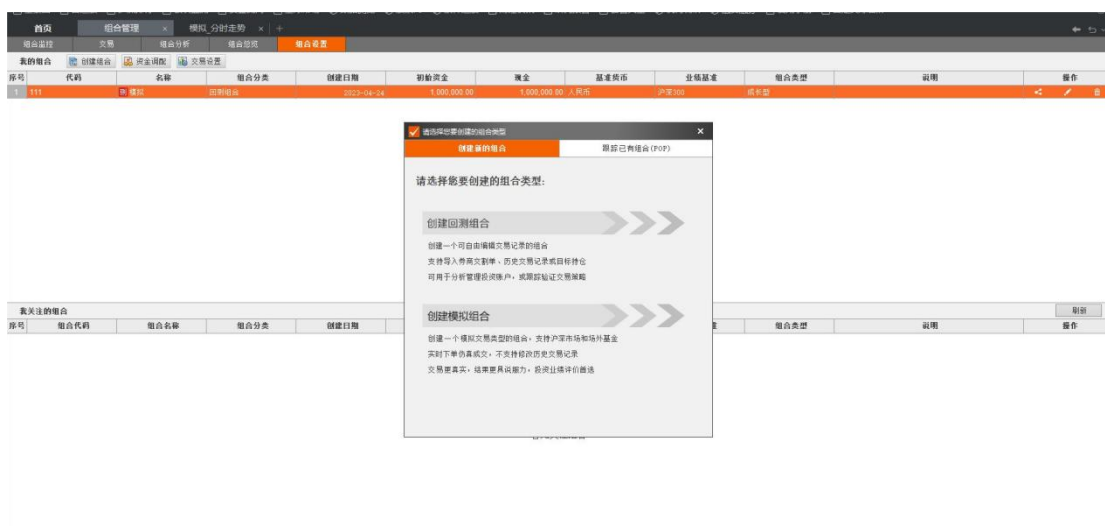 首页 组合管理 × 模拟_分时走势 × +
组合监控 交易 组合分析 组合总览 组合设置
我的组合 创建组合 资金调配 交易设置
序号 代码 名称 组合分类 创建日期 初始资金 现金 基准货币 业绩基准 组合类型 说明 操作
1 111 模拟 回测组合 2023-04-24 1,000,000.00 1,000,000.00 人民币 沪深300 成长型
请选择您要创建的组合类型 ×
创建新的组合 跟踪已有组合(POP)
请选择您要创建的组合类型:
创建回测组合
创建一个可自由编辑交易记录的组合
支持导入券商交割单、历史交易记录或目标持仓
可用于分析管理投资账户，或跟踪验证交易策略
创建模拟组合
创建一个模拟交易类型的组合，支持沪深市场和场外基金
实时下单仿真成交，不支持修改历史交易记录
交易更真实，结果更具说服力，投资业绩评价首选
我关注的组合 刷新
序号 组合代码 组合名称 组合分类 创建日期 组合类型 说明 操作